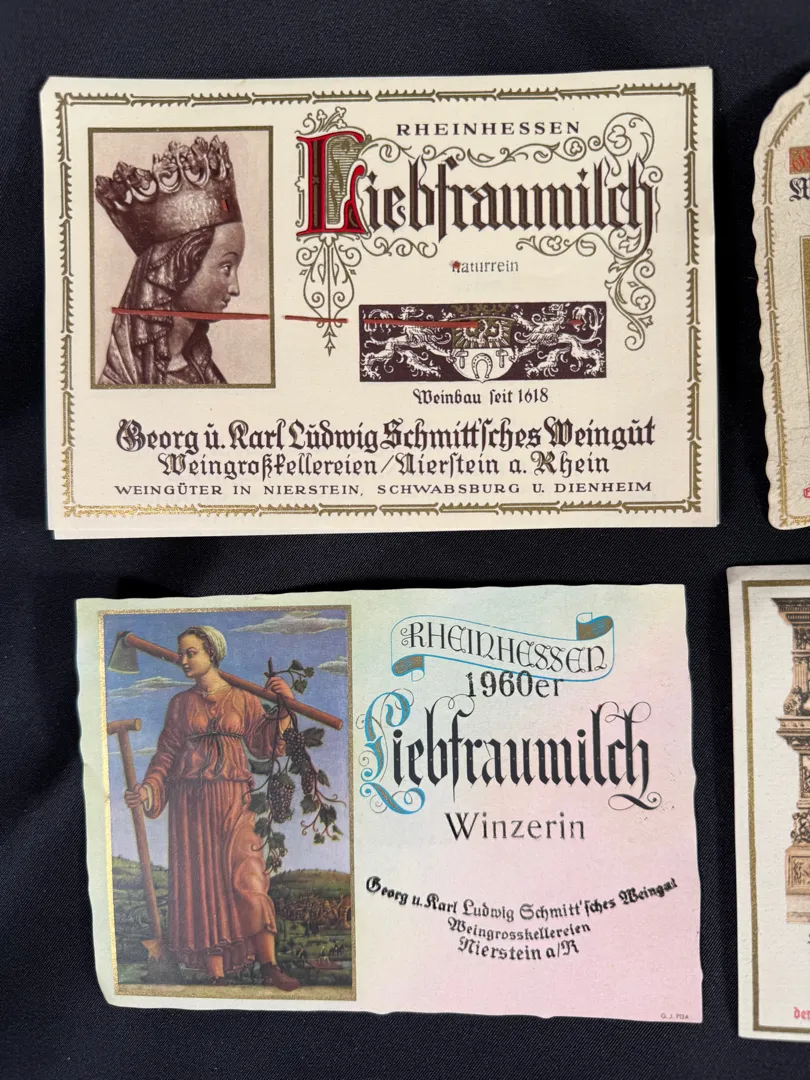 RHEINHESSEN
Liebfraumilch
naturrein
Weinbau seit 1618
Georg u. Karl Ludwig Schmitt'sches Weingut
Weingroßkellereien/Nierstein a. Rhein
WEINGÜTER IN NIERSTEIN, SCHWABSBURG U. DIENHEIM
RHEINHESSEN
1960er
Liebfraumilch
Winzerin
Georg u. Karl Ludwig Schmitt'sches Weingut
Weingrosskellereien
Nierstein a/R